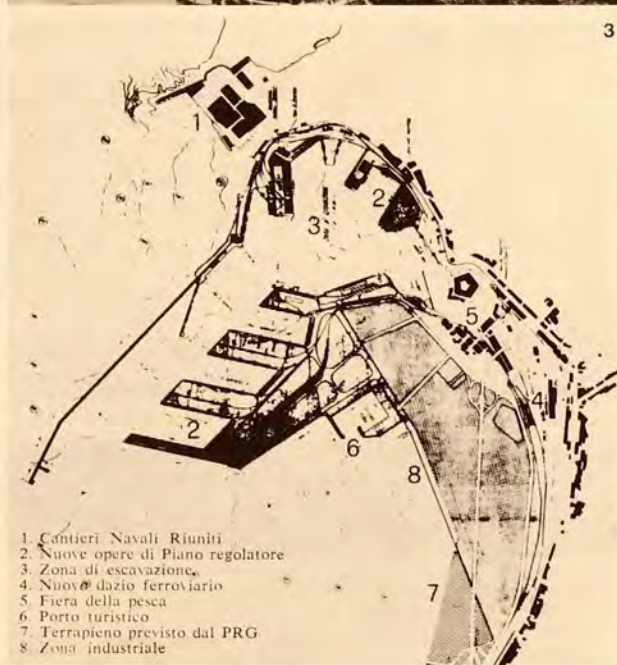 3
1
3
2
5
4
2
6
8
7
1. Cantieri Navali Riuniti
2. Nuove opere di Piano regolatore
3. Zona di escavazione
4. Nuovo dazio ferroviario
5. Fiera della pesca
6. Porto turistico
7. Terrapieno previsto dal PRG
8. Zona industriale